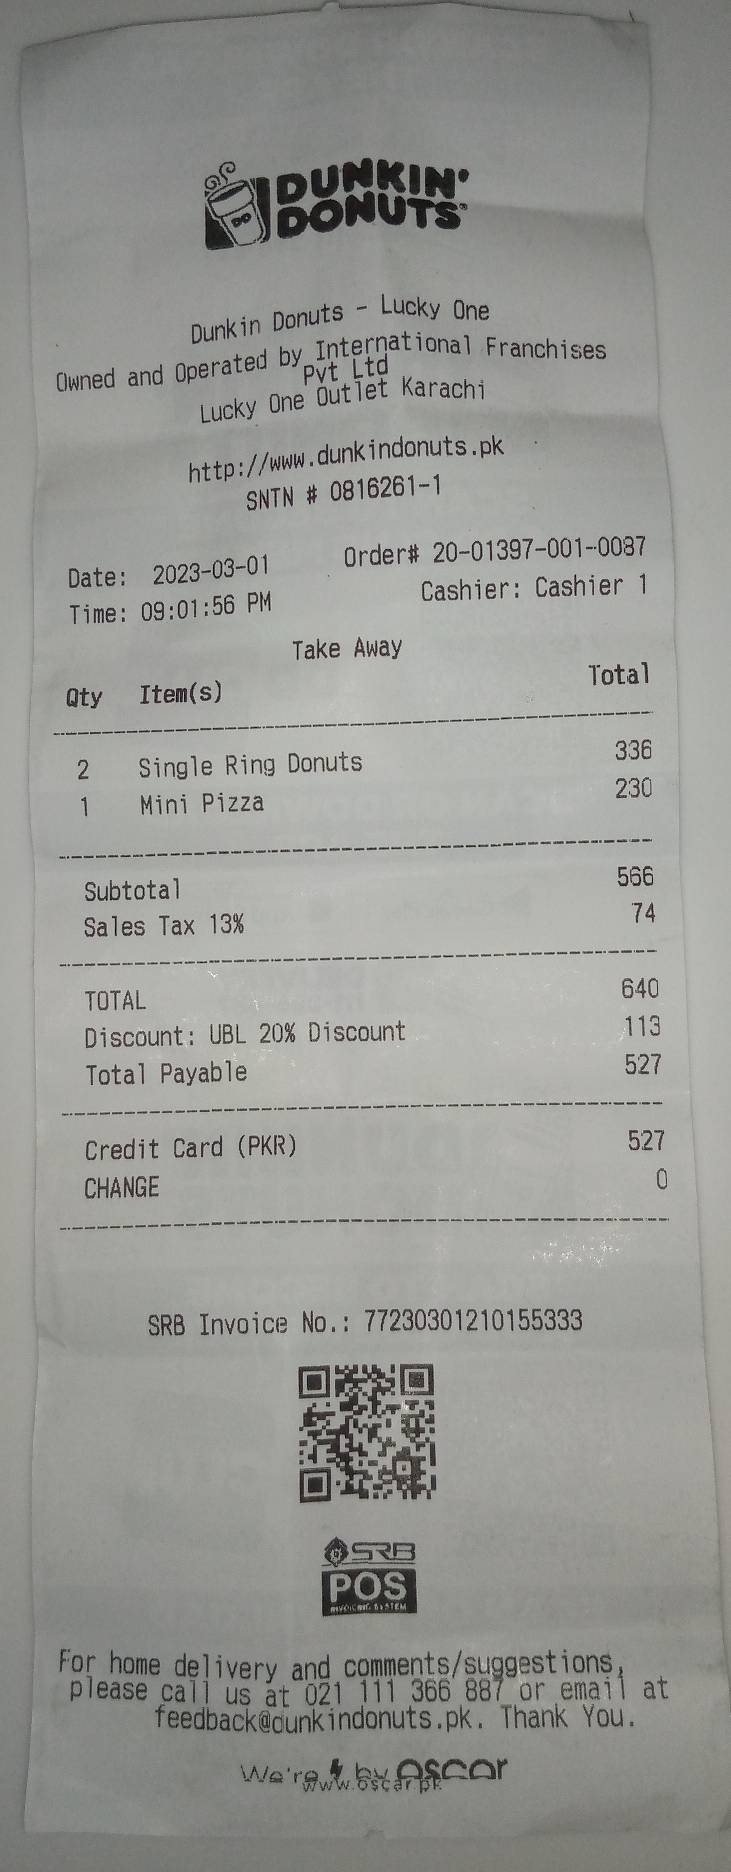 DUNKIN'
DONUTS
Dunkin Donuts - Lucky One
Owned and Operated by International Franchises
Pvt Ltd
Lucky One Outlet Karachi
http://www.dunkindonuts.pk
SNTN # 0816261-1
Date: 2023-03-01 Order# 20-01397-001-0087
Time: 09:01:56 PM Cashier: Cashier 1
Take Away
Qty Item(s) Total
2 Single Ring Donuts 336
1 Mini Pizza 230
Subtotal 566
Sales Tax 13% 74
TOTAL 640
Discount: UBL 20% Discount 113
Total Payable 527
Credit Card (PKR) 527
CHANGE 0
SRB Invoice No.: 77230301210155333
SRB
POS
INVOICING SYSTEM
For home delivery and comments/suggestions,
please call us at 021 111 366 887 or email at
feedback@dunkindonuts.pk. Thank You.
We're by oscar
www.oscar.pk